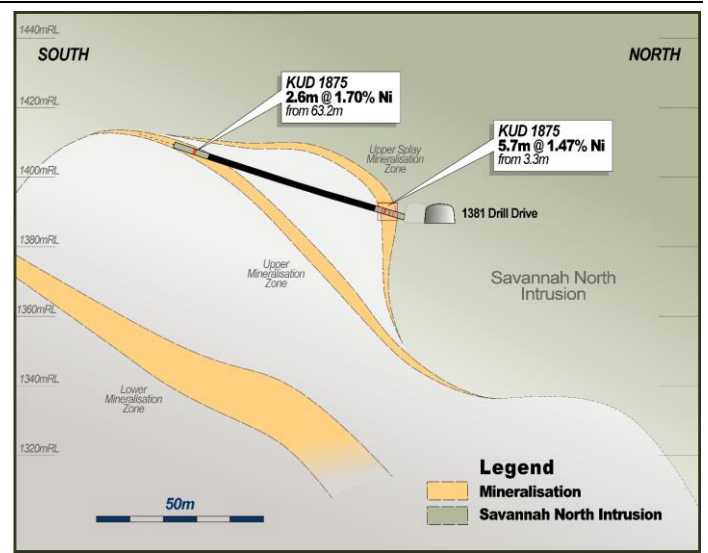 1440mRL
SOUTH
NORTH
KUD 1875
2.6m @ 1.70% Ni
from 63.2m
1420mRL
KUD 1875
5.7m @ 1.47% Ni
from 3.3m
Upper Splay
Mineralisation
Zone
1400mRL
1381 Drill Drive
1380mRL
Upper
Mineralisation
Zone
Savannah North
Intrusion
1360mRL
1340mRL
Lower
Mineralisation
Zone
1320mRL
Legend
Mineralisation
Savannah North Intrusion
50m